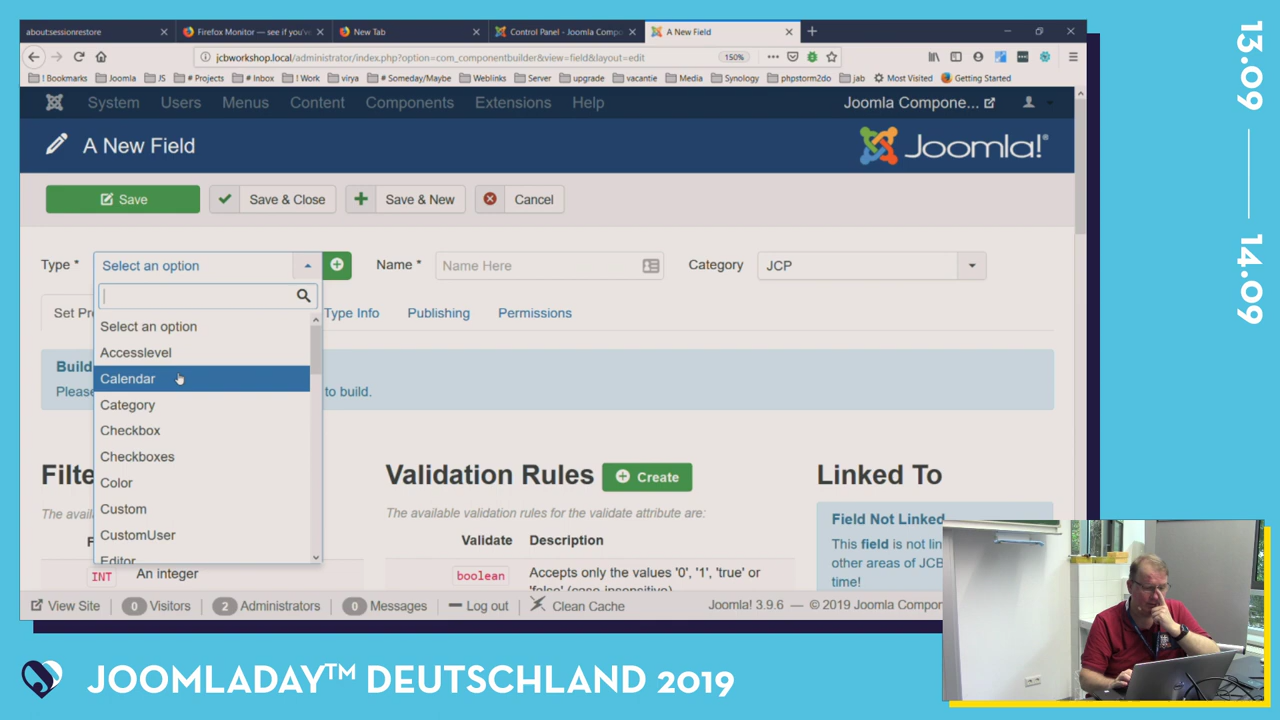 about:sessionrestore
Firefox Monitor — see if you'v
New Tab
Control Panel - Joomla Compo
A New Field
jcbworkshop.local/administrator/index.php?option=com_componentbuilder&view=field&layout=edit
150%
! Bookmarks Joomla JS # Projects # Inbox ! Work virya # Someday/Maybe Weblinks Server upgrade vacantie Media Synology phpstorm2do jab Most Visited Getting Started
System Users Menus Content Components Extensions Help Joomla Compone...
A New Field
Joomla!®
Save Save & Close Save & New Cancel
Type * Select an option Name * Name Here Category JCP
Set Pr Type Info Publishing Permissions
Select an option
Accesslevel
Calendar
Category
Checkbox
Checkboxes
Color
Custom
CustomUser
Editor
Build
Please to build.
Filte
The avail
INT An integer
Validation Rules Create
The available validation rules for the validate attribute are:
Validate Description
boolean Accepts only the values '0', '1', 'true' or
'false' (case-insensitive)
Linked To
Field Not Linked
This field is not lin
other areas of JCB
time!
View Site 0 Visitors 2 Administrators 0 Messages Log out Clean Cache Joomla! 3.9.6 — © 2019 Joomla Compon
13.09
14.09
JOOMLADAY™ DEUTSCHLAND 2019